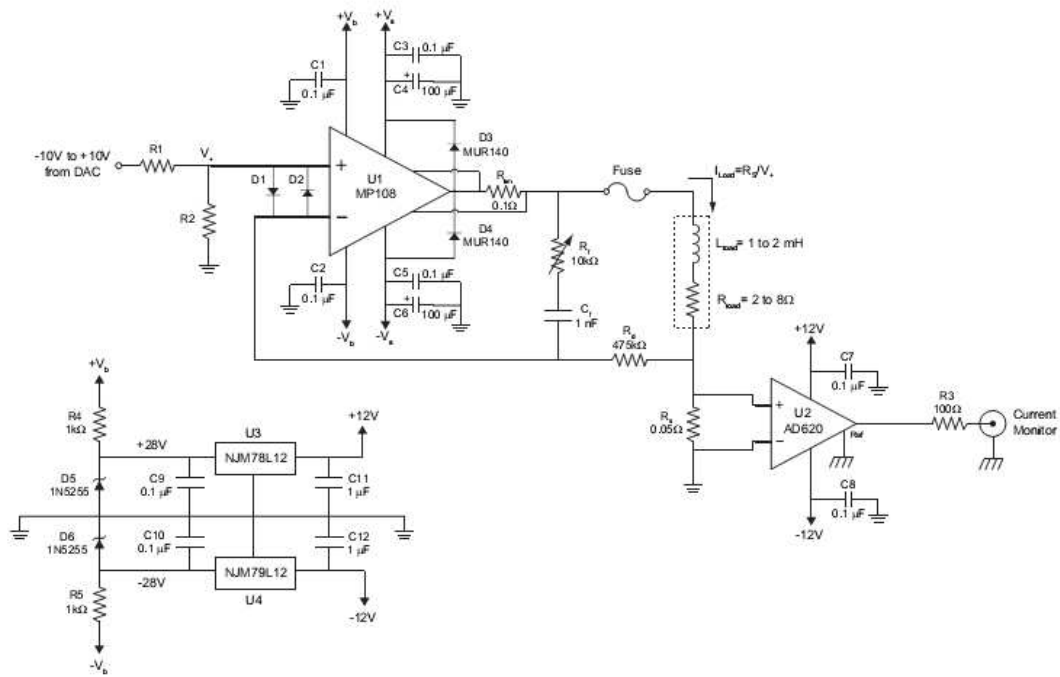 +Vb
+Va
C3
0.1 µF
C1
0.1 µF
C4
100 µF
+
-10V to +10V
from DAC
R1
V+
D3
MUR140
+
D1
D2
U1
MP108
Fuse
ILoad=RS/V+
R2
0.1Ω
−
D4
MUR140
Lload= 1 to 2 mH
Rf
10kΩ
C2
0.1 µF
C5
0.1 µF
+
C6
100 µF
Rload= 2 to 8Ω
Cf
1 nF
-Vb
-Va
475kΩ
+12V
+Vb
C7
0.1 µF
R4
1kΩ
+12V
U3
+
U2
AD620
R3
100Ω
Current
Monitor
+28V
NJM78L12
Rs
0.05Ω
−
Ref
D5
1N5255
C9
0.1 µF
C11
1 µF
C8
0.1 µF
D6
1N5255
C10
0.1 µF
C12
1 µF
-12V
-28V
NJM79L12
R5
1kΩ
U4
-12V
-Vb